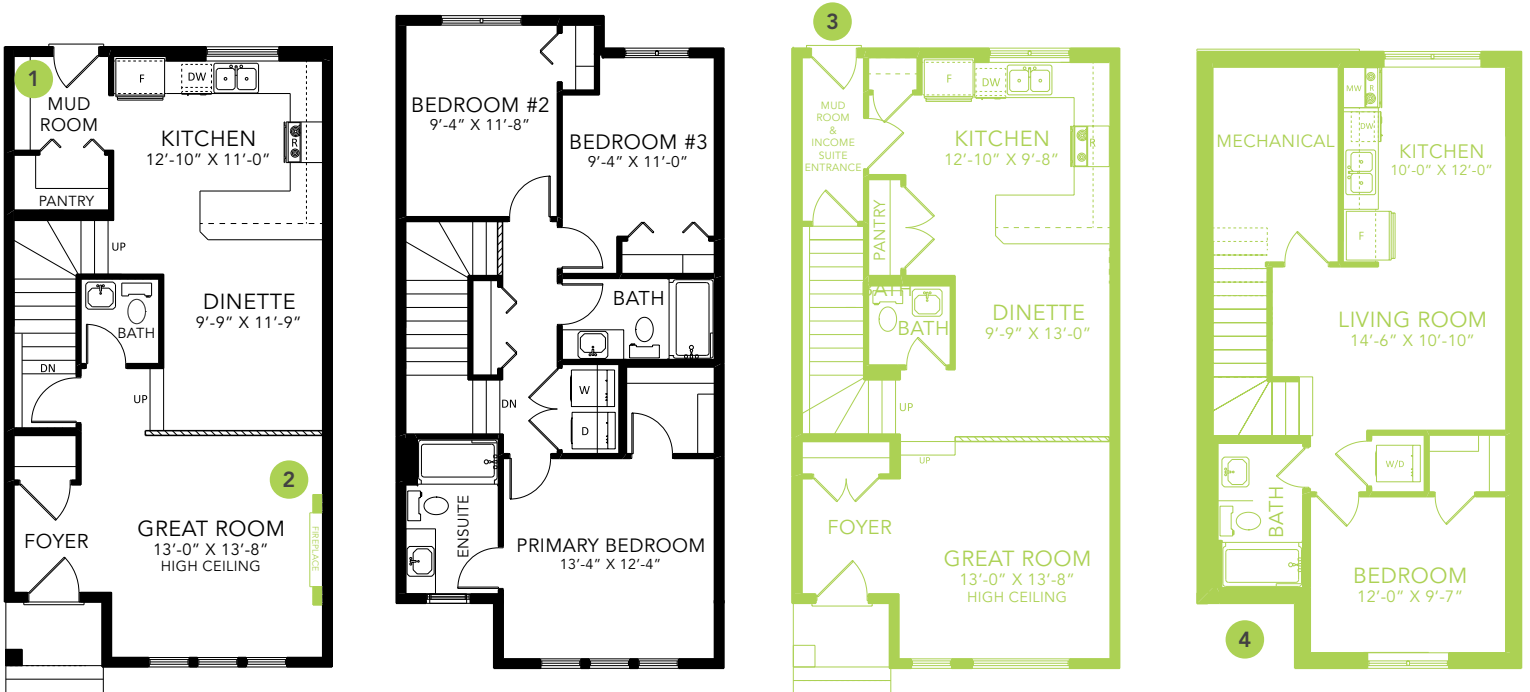 1
MUD
ROOM
F
DW
KITCHEN
12'-10" X 11'-0"
R
PANTRY
UP
DINETTE
9'-9" X 11'-9"
BATH
DN
UP
2
GREAT ROOM
13'-0" X 13'-8"
HIGH CEILING
FOYER
FIREPLACE
BEDROOM #2
9'-4" X 11'-8"
BEDROOM #3
9'-4" X 11'-0"
BATH
W
DN
D
ENSUITE
PRIMARY BEDROOM
13'-4" X 12'-4"
3
MUD
ROOM
&
INCOME
SUITE
ENTRANCE
F
DW
KITCHEN
12'-10" X 9'-8"
R
PANTRY
BATH
BATH
DINETTE
9'-9" X 13'-0"
UP
UP
FOYER
GREAT ROOM
13'-0" X 13'-8"
HIGH CEILING
MECHANICAL
MW
R
DW
KITCHEN
10'-0" X 12'-0"
F
LIVING ROOM
14'-6" X 10'-10"
W/D
BATH
BEDROOM
12'-0" X 9'-7"
4